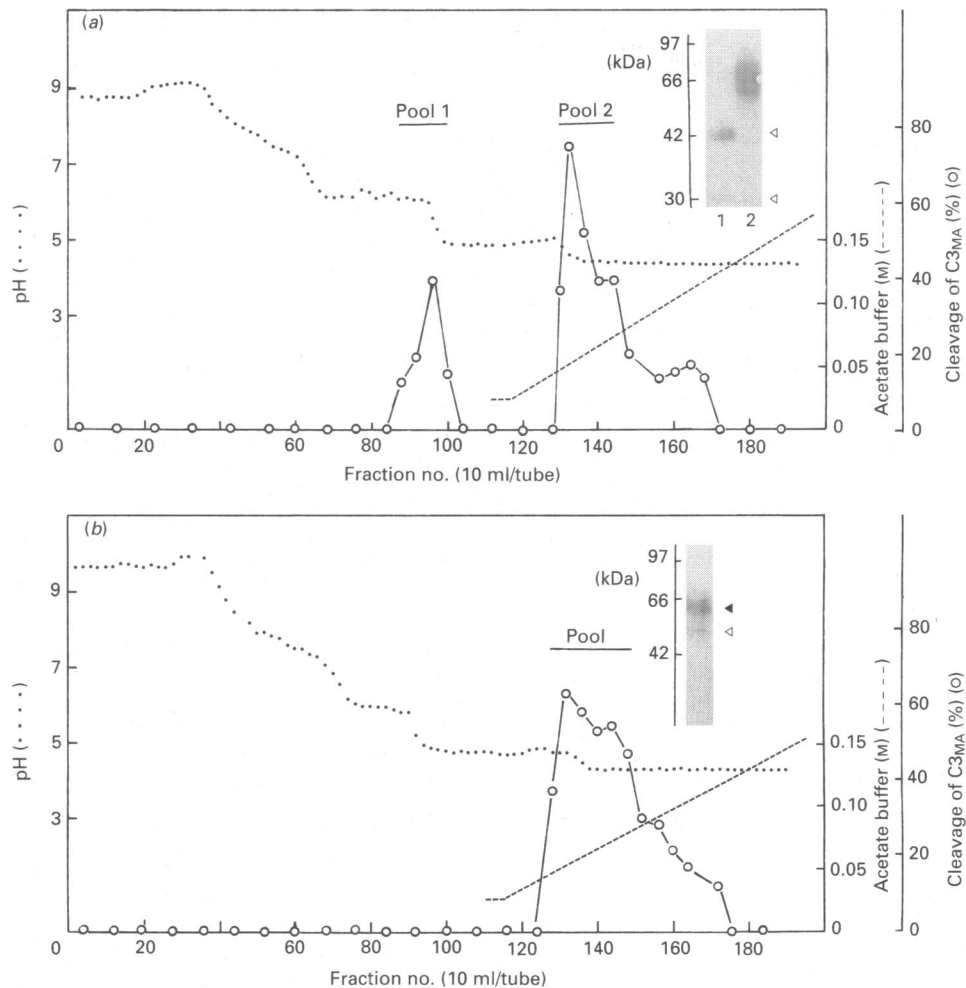 (a)
97
(kDa)
66
42
30
1 2
Pool 1
Pool 2
9
7
5
3
pH (· · · ·)
0.15
0.10
0.05
0
Acetate buffer (M) (-----)
80
60
40
20
0
Cleavage of C3MA (%) (o)
0 20 40 60 80 100 120 140 160 180
Fraction no. (10 ml/tube)
(b)
97
(kDa)
66
42
Pool
9
7
5
3
pH (· · · ·)
0.15
0.10
0.05
0
Acetate buffer (M) (-----)
80
60
40
20
0
Cleavage of C3MA (%) (o)
0 20 40 60 80 100 120 140 160 180
Fraction no. (10 ml/tube)